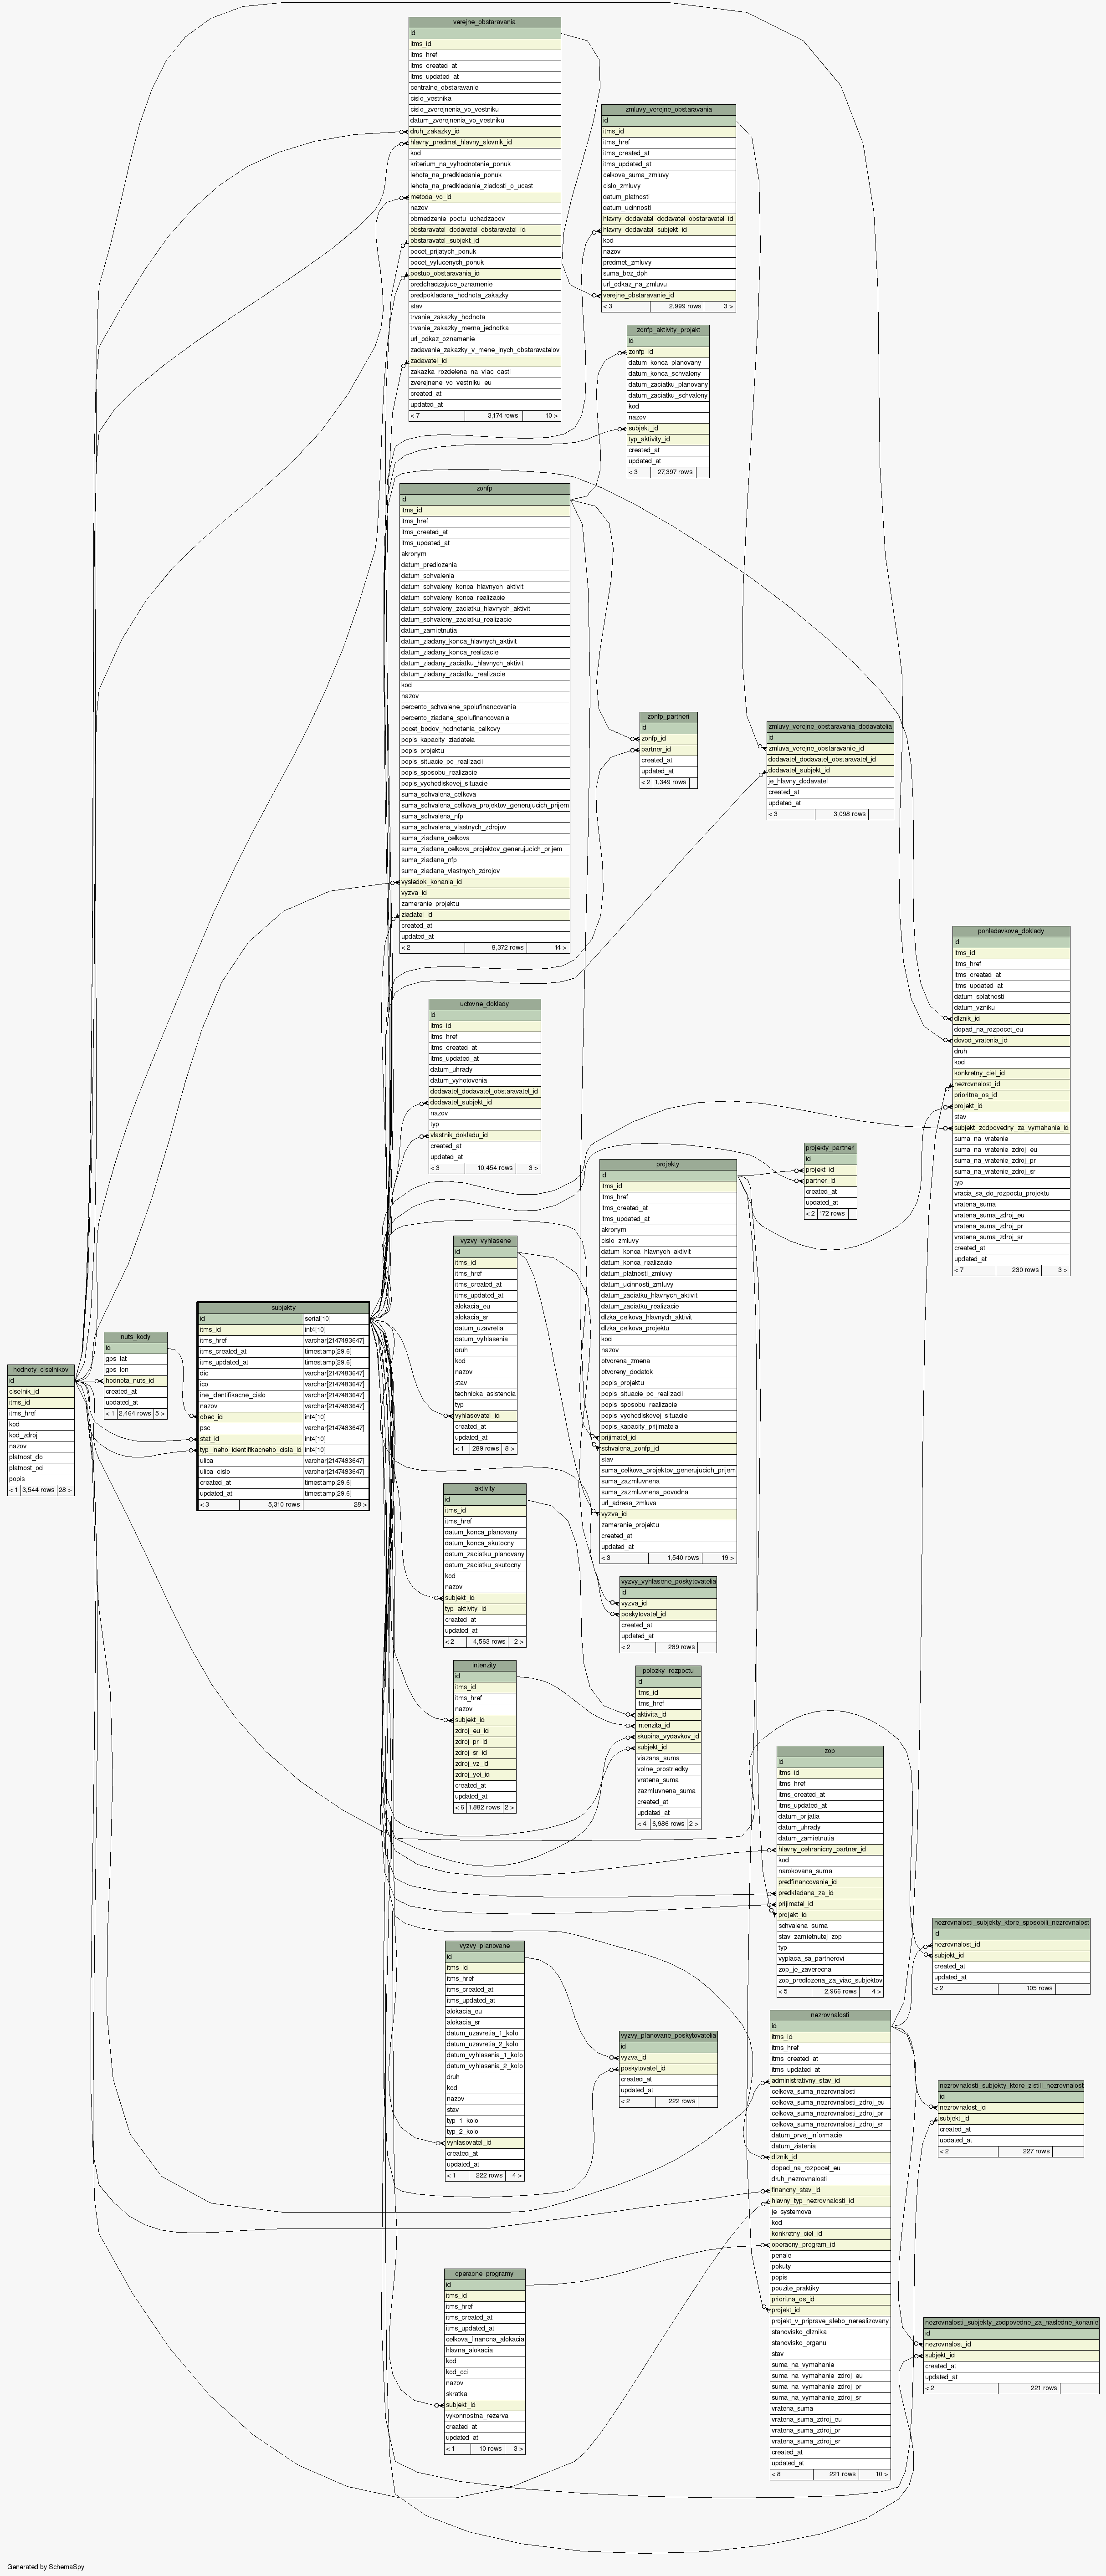 verejne_obstaravania
id
itms_id
itms_href
itms_created_at
itms_updated_at
centralne_obstaravanie
cislo_vestnika
cislo_zverejnenia_vo_vestniku
datum_zverejnenia_vo_vestniku
druh_zakazky_id
hlavny_predmet_hlavny_slovnik_id
kod
kriterium_na_vyhodnotenie_ponuk
lehota_na_predkladanie_ponuk
lehota_na_predkladanie_ziadosti_o_ucast
metoda_vo_id
nazov
obmedzenie_poctu_uchadzacov
obstaravatel_dodavatel_obstaravatel_id
obstaravatel_subjekt_id
pocet_prijatych_ponuk
pocet_vylucenych_ponuk
postup_obstaravania_id
predchadzajuce_oznamenie
predpokladana_hodnota_zakazky
stav
trvanie_zakazky_hodnota
trvanie_zakazky_merna_jednotka
url_odkaz_oznamenie
zadavanie_zakazky_v_mene_inych_obstaravatelov
zadavatel_id
zakazka_rozdelena_na_viac_casti
zverejnene_vo_vestniku_eu
created_at
updated_at
< 7 3,174 rows 10 >
zmluvy_verejne_obstaravania
id
itms_id
itms_href
itms_created_at
itms_updated_at
celkova_suma_zmluvy
cislo_zmluvy
datum_platnosti
datum_ucinnosti
hlavny_dodavatel_dodavatel_obstaravatel_id
hlavny_dodavatel_subjekt_id
kod
nazov
predmet_zmluvy
suma_bez_dph
url_odkaz_na_zmluvu
verejne_obstaravanie_id
< 3 2,999 rows 3 >
zonfp_aktivity_projekt
id
zonfp_id
datum_konca_planovany
datum_konca_schvaleny
datum_zaciatku_planovany
datum_zaciatku_schvaleny
kod
nazov
subjekt_id
typ_aktivity_id
created_at
updated_at
< 3 27,397 rows
zonfp
id
itms_id
itms_href
itms_created_at
itms_updated_at
akronym
datum_predlozenia
datum_schvalenia
datum_schvaleny_konca_hlavnych_aktivit
datum_schvaleny_konca_realizacie
datum_schvaleny_zaciatku_hlavnych_aktivit
datum_schvaleny_zaciatku_realizacie
datum_zamietnutia
datum_ziadany_konca_hlavnych_aktivit
datum_ziadany_konca_realizacie
datum_ziadany_zaciatku_hlavnych_aktivit
datum_ziadany_zaciatku_realizacie
kod
nazov
percento_schvalene_spolufinancovania
percento_ziadane_spolufinancovania
pocet_bodov_hodnotenia_celkovy
popis_kapacity_ziadatela
popis_projektu
popis_situacie_po_realizacii
popis_sposobu_realizacie
popis_vychodiskovej_situacie
suma_schvalena_celkova
suma_schvalena_celkova_projektov_generujucich_prijem
suma_schvalena_nfp
suma_schvalena_vlastnych_zdrojov
suma_ziadana_celkova
suma_ziadana_celkova_projektov_generujucich_prijem
suma_ziadana_nfp
suma_ziadana_vlastnych_zdrojov
vysledok_konania_id
vyzva_id
zameranie_projektu
ziadatel_id
created_at
updated_at
< 2 8,372 rows 14 >
zonfp_partneri
id
zonfp_id
partner_id
created_at
updated_at
< 2 1,349 rows
zmluvy_verejne_obstaravania_dodavatelia
id
zmluva_verejne_obstaravanie_id
dodavatel_dodavatel_obstaravatel_id
dodavatel_subjekt_id
je_hlavny_dodavatel
created_at
updated_at
< 3 3,098 rows
pohladavkove_doklady
id
itms_id
itms_href
itms_created_at
itms_updated_at
datum_splatnosti
datum_vzniku
dlznik_id
dopad_na_rozpocet_eu
dovod_vratenia_id
druh
kod
konkretny_ciel_id
nezrovnalost_id
prioritna_os_id
projekt_id
stav
subjekt_zodpovedny_za_vymahanie_id
suma_na_vratenie
suma_na_vratenie_zdroj_eu
suma_na_vratenie_zdroj_pr
suma_na_vratenie_zdroj_sr
typ
vracia_sa_do_rozpoctu_projektu
vratena_suma
vratena_suma_zdroj_eu
vratena_suma_zdroj_pr
vratena_suma_zdroj_sr
created_at
updated_at
< 7 230 rows 3 >
uctovne_doklady
id
itms_id
itms_href
itms_created_at
itms_updated_at
datum_uhrady
datum_vyhotovenia
dodavatel_dodavatel_obstaravatel_id
dodavatel_subjekt_id
nazov
typ
vlastnik_dokladu_id
created_at
updated_at
< 3 10,454 rows 3 >
projekty_partneri
id
projekt_id
partner_id
created_at
updated_at
< 2 172 rows
projekty
id
itms_id
itms_href
itms_created_at
itms_updated_at
akronym
cislo_zmluvy
datum_konca_hlavnych_aktivit
datum_konca_realizacie
datum_platnosti_zmluvy
datum_ucinnosti_zmluvy
datum_zaciatku_hlavnych_aktivit
datum_zaciatku_realizacie
dlzka_celkova_hlavnych_aktivit
dlzka_celkova_projektu
kod
nazov
otvorena_zmena
otvoreny_dodatok
popis_projektu
popis_situacie_po_realizacii
popis_sposobu_realizacie
popis_vychodiskovej_situacie
popis_kapacity_prijimatela
prijimatel_id
schvalena_zonfp_id
stav
suma_celkova_projektov_generujucich_prijem
suma_zazmluvnena
suma_zazmluvnena_povodna
url_adresa_zmluva
vyzva_id
zameranie_projektu
created_at
updated_at
< 3 1,540 rows 19 >
vyzvy_vyhlasene
id
itms_id
itms_href
itms_created_at
itms_updated_at
alokacia_eu
alokacia_sr
datum_uzavretia
datum_vyhlasenia
druh
kod
nazov
stav
technicka_asistencia
typ
vyhlasovatel_id
created_at
updated_at
< 1 289 rows 8 >
subjekty
id serial[10]
itms_id int4[10]
itms_href varchar[2147483647]
itms_created_at timestamp[29,6]
itms_updated_at timestamp[29,6]
dic varchar[2147483647]
ico varchar[2147483647]
ine_identifikacne_cislo varchar[2147483647]
nazov varchar[2147483647]
obec_id int4[10]
psc varchar[2147483647]
stat_id int4[10]
typ_ineho_identifikacneho_cisla_id int4[10]
ulica varchar[2147483647]
ulica_cislo varchar[2147483647]
created_at timestamp[29,6]
updated_at timestamp[29,6]
< 3 5,310 rows 28 >
nuts_kody
id
gps_lat
gps_lon
hodnota_nuts_id
created_at
updated_at
< 1 2,464 rows 5 >
hodnoty_ciselnikov
id
ciselnik_id
itms_id
itms_href
kod
kod_zdroj
nazov
platnost_do
platnost_od
popis
< 1 3,544 rows 28 >
aktivity
id
itms_id
itms_href
datum_konca_planovany
datum_konca_skutocny
datum_zaciatku_planovany
datum_zaciatku_skutocny
kod
nazov
subjekt_id
typ_aktivity_id
created_at
updated_at
< 2 4,563 rows 2 >
vyzvy_vyhlasene_poskytovatelia
id
vyzva_id
poskytovatel_id
created_at
updated_at
< 2 289 rows
intenzity
id
itms_id
itms_href
nazov
subjekt_id
zdroj_eu_id
zdroj_pr_id
zdroj_sr_id
zdroj_vz_id
zdroj_yei_id
created_at
updated_at
< 6 1,882 rows 2 >
polozky_rozpoctu
id
itms_id
itms_href
aktivita_id
intenzita_id
skupina_vydavkov_id
subjekt_id
viazana_suma
volne_prostriedky
vratena_suma
zazmluvnena_suma
created_at
updated_at
< 4 6,986 rows 2 >
zop
id
itms_id
itms_href
itms_created_at
itms_updated_at
datum_prijatia
datum_uhrady
datum_zamietnutia
hlavny_cehranicny_partner_id
kod
narokovana_suma
predfinancovanie_id
predkladana_za_id
prijimatel_id
projekt_id
schvalena_suma
stav_zamietnutej_zop
typ
vyplaca_sa_partnerovi
zop_je_zaverecna
zop_predlozena_za_viac_subjektov
< 5 2,966 rows 4 >
nezrovnalosti_subjekty_ktore_sposobili_nezrovnalost
id
nezrovnalost_id
subjekt_id
created_at
updated_at
< 2 105 rows
vyzvy_planovane
id
itms_id
itms_href
itms_created_at
itms_updated_at
alokacia_eu
alokacia_sr
datum_uzavretia_1_kolo
datum_uzavretia_2_kolo
datum_vyhlasenia_1_kolo
datum_vyhlasenia_2_kolo
druh
kod
nazov
stav
typ_1_kolo
typ_2_kolo
vyhlasovatel_id
created_at
updated_at
< 1 222 rows 4 >
vyzvy_planovane_poskytovatelia
id
vyzva_id
poskytovatel_id
created_at
updated_at
< 2 222 rows
nezrovnalosti
id
itms_id
itms_href
itms_created_at
itms_updated_at
administrativny_stav_id
celkova_suma_nezrovnalosti
celkova_suma_nezrovnalosti_zdroj_eu
celkova_suma_nezrovnalosti_zdroj_pr
celkova_suma_nezrovnalosti_zdroj_sr
datum_prvej_informacie
datum_zistenia
dlznik_id
dopad_na_rozpocet_eu
druh_nezrovnalosti
financny_stav_id
hlavny_typ_nezrovnalosti_id
je_systemova
kod
konkretny_ciel_id
operacny_program_id
penale
pokuty
popis
pouzite_praktiky
prioritna_os_id
projekt_id
projekt_v_priprave_alebo_nerealizovany
stanovisko_dlznika
stanovisko_organu
stav
suma_na_vymahanie
suma_na_vymahanie_zdroj_eu
suma_na_vymahanie_zdroj_pr
suma_na_vymahanie_zdroj_sr
vratena_suma
vratena_suma_zdroj_eu
vratena_suma_zdroj_pr
vratena_suma_zdroj_sr
created_at
updated_at
< 8 221 rows 10 >
nezrovnalosti_subjekty_ktore_zistili_nezrovnalost
id
nezrovnalost_id
subjekt_id
created_at
updated_at
< 2 227 rows
operacne_programy
id
itms_id
itms_href
itms_created_at
itms_updated_at
celkova_financna_alokacia
hlavna_alokacia
kod
kod_cci
nazov
skratka
subjekt_id
vykonnostna_rezerva
created_at
updated_at
< 1 10 rows 3 >
nezrovnalosti_subjekty_zodpovedne_za_nasledne_konanie
id
nezrovnalost_id
subjekt_id
created_at
updated_at
< 2 221 rows
Generated by SchemaSpy